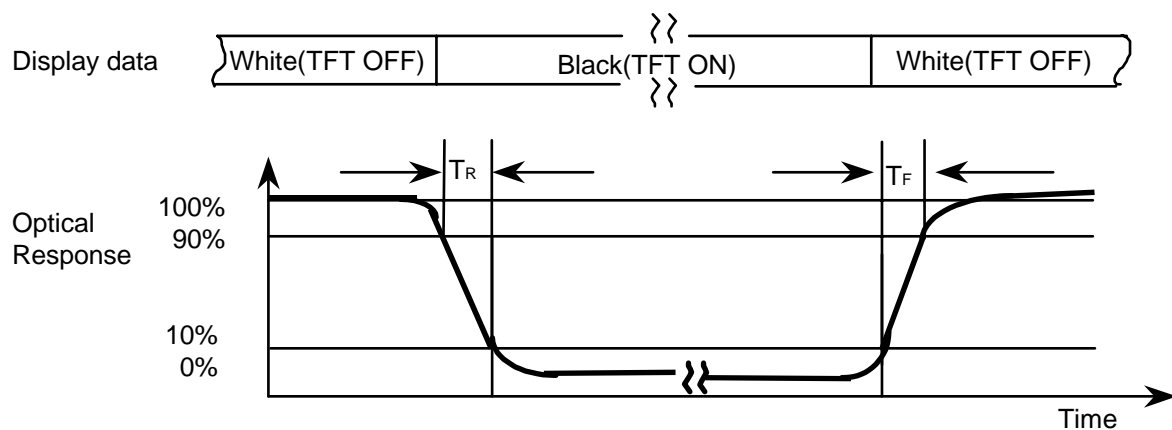 Display data
White(TFT OFF) Black(TFT ON) White(TFT OFF)
TR TF
Optical
Response
100%
90%
10%
0%
Time